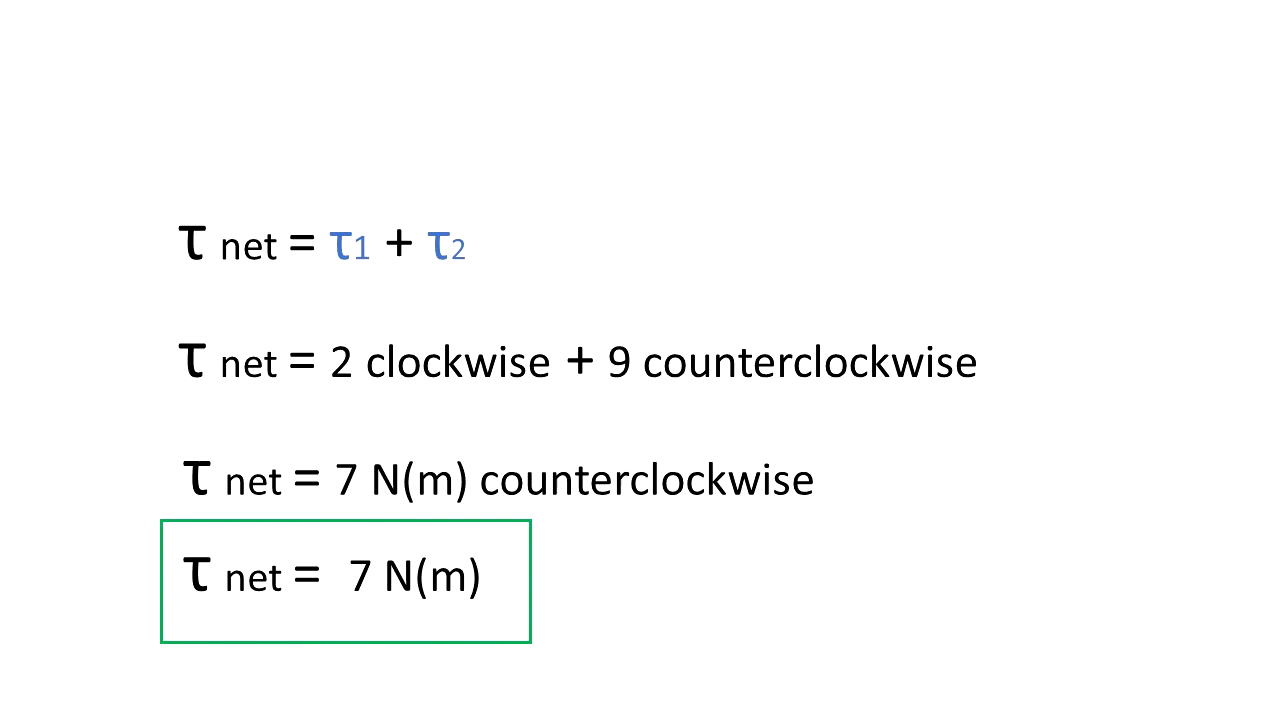 τ net = τ1 + τ2
τ net = 2 clockwise + 9 counterclockwise
τ net = 7 N(m) counterclockwise
τ net = 7 N(m)